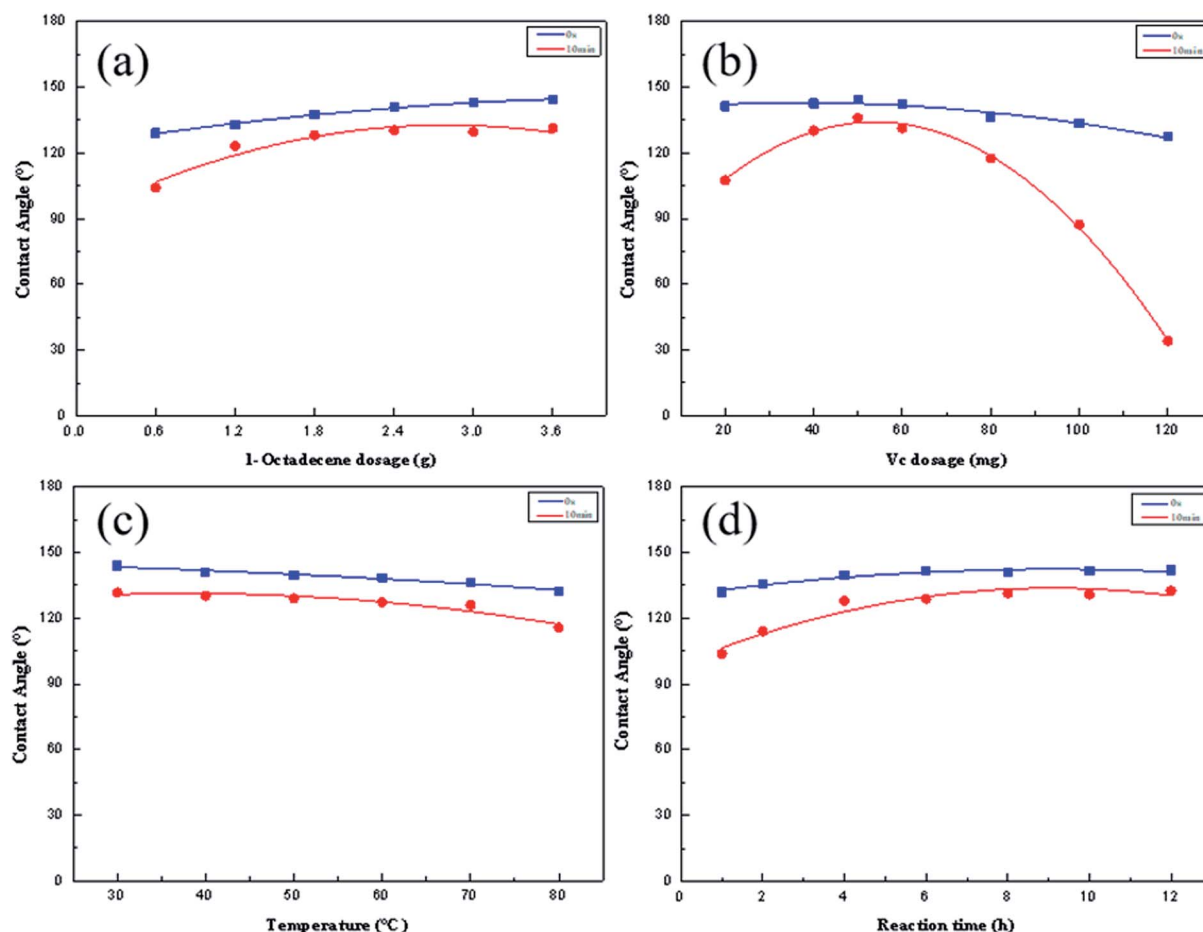 (a)
0s
10min
Contact Angle (°)
180
150
120
90
60
30
0
0.0 0.6 1.2 1.8 2.4 3.0 3.6
1-Octadecene dosage (g)
(b)
0s
10min
Contact Angle (°)
180
150
120
90
60
30
0
20 40 60 80 100 120
Vc dosage (mg)
(c)
0s
10min
Contact Angle (°)
180
150
120
90
60
30
0
30 40 50 60 70 80
Temperature (°C)
(d)
0s
10min
Contact Angle (°)
180
150
120
90
60
30
0
0 2 4 6 8 10 12
Reaction time (h)